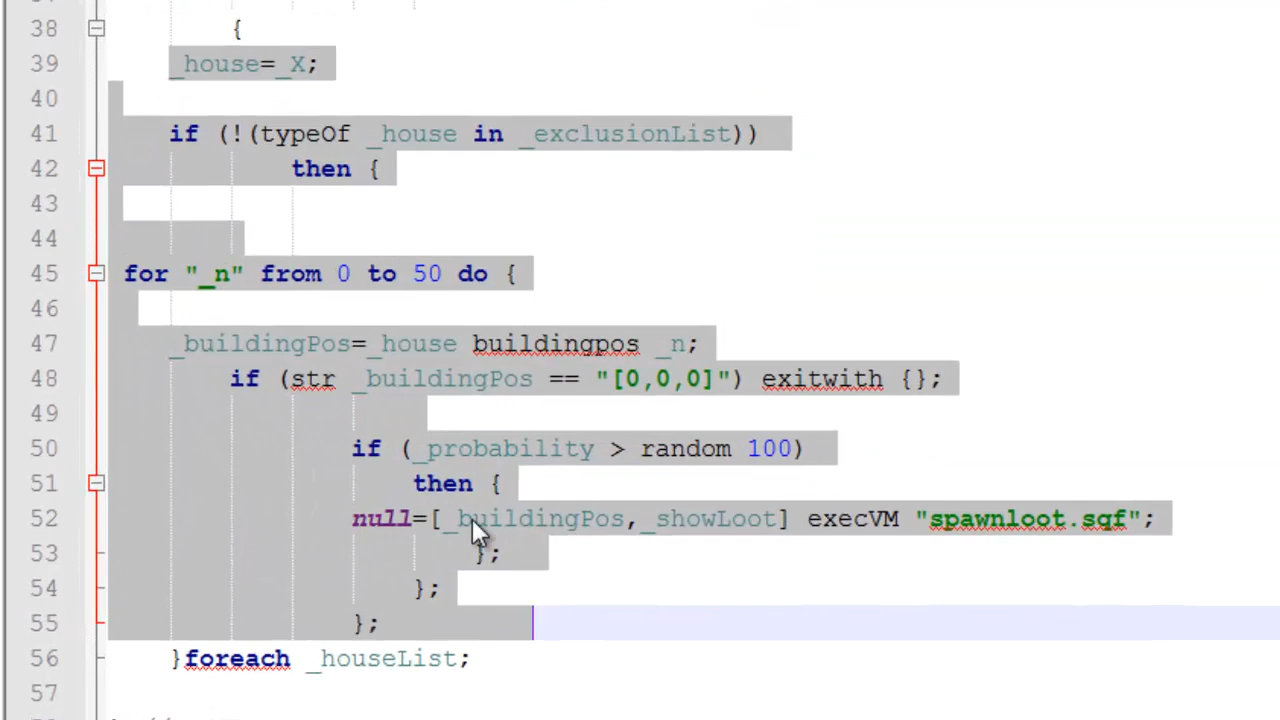 38 {
39 _house=_X;
40
41 if (!(typeOf _house in _exclusionList))
42 then {
43
44
45 for "_n" from 0 to 50 do {
46
47 _buildingPos=_house buildingpos _n;
48 if (str _buildingPos == "[0,0,0]") exitwith {};
49
50 if (_probability > random 100)
51 then {
52 null=[_buildingPos,_showLoot] execVM "spawnloot.sqf";
53 };
54 };
55 };
56 }foreach _houseList;
57